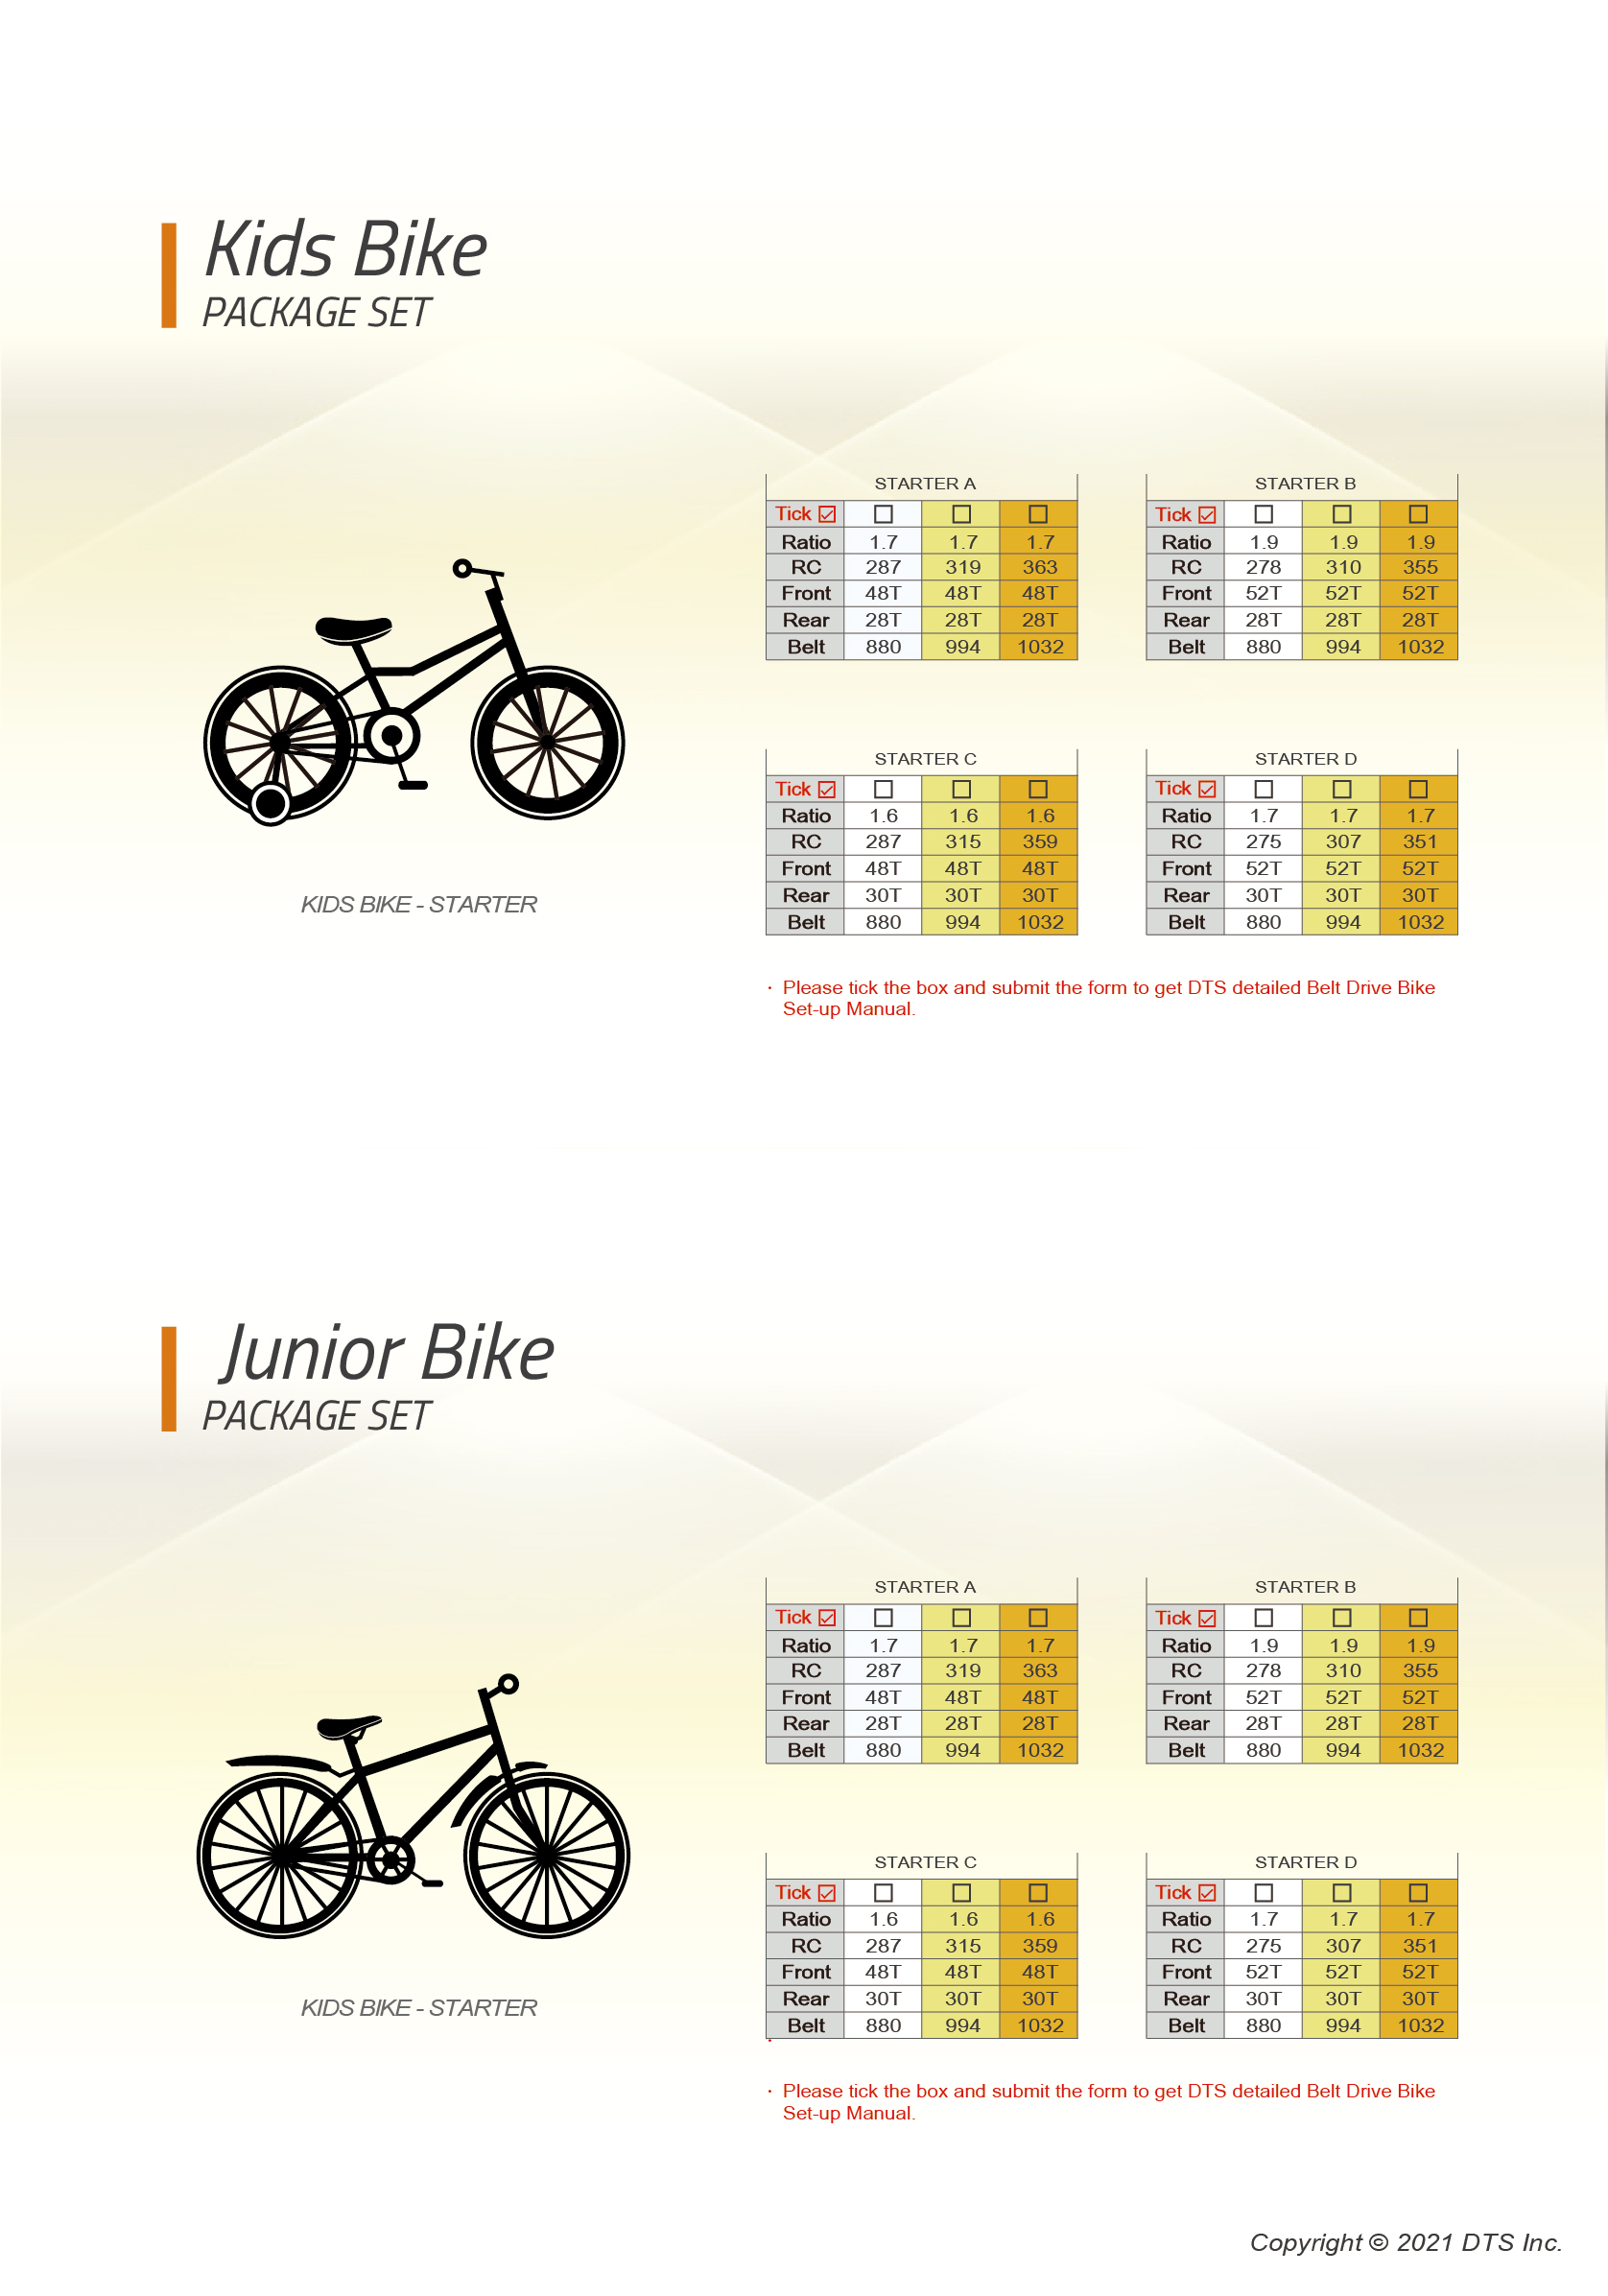 Kids Bike
PACKAGE SET
STARTER A
Tick
Ratio 1.7 1.7 1.7
RC 287 319 363
Front 48T 48T 48T
Rear 28T 28T 28T
Belt 880 994 1032
STARTER B
Tick
Ratio 1.9 1.9 1.9
RC 278 310 355
Front 52T 52T 52T
Rear 28T 28T 28T
Belt 880 994 1032
STARTER C
Tick
Ratio 1.6 1.6 1.6
RC 287 315 359
Front 48T 48T 48T
Rear 30T 30T 30T
Belt 880 994 1032
STARTER D
Tick
Ratio 1.7 1.7 1.7
RC 275 307 351
Front 52T 52T 52T
Rear 30T 30T 30T
Belt 880 994 1032
KIDS BIKE - STARTER
· Please tick the box and submit the form to get DTS detailed Belt Drive Bike
Set-up Manual.
Junior Bike
PACKAGE SET
STARTER A
Tick
Ratio 1.7 1.7 1.7
RC 287 319 363
Front 48T 48T 48T
Rear 28T 28T 28T
Belt 880 994 1032
STARTER B
Tick
Ratio 1.9 1.9 1.9
RC 278 310 355
Front 52T 52T 52T
Rear 28T 28T 28T
Belt 880 994 1032
STARTER C
Tick
Ratio 1.6 1.6 1.6
RC 287 315 359
Front 48T 48T 48T
Rear 30T 30T 30T
Belt 880 994 1032
STARTER D
Tick
Ratio 1.7 1.7 1.7
RC 275 307 351
Front 52T 52T 52T
Rear 30T 30T 30T
Belt 880 994 1032
KIDS BIKE - STARTER
· Please tick the box and submit the form to get DTS detailed Belt Drive Bike
Set-up Manual.
Copyright © 2021 DTS Inc.